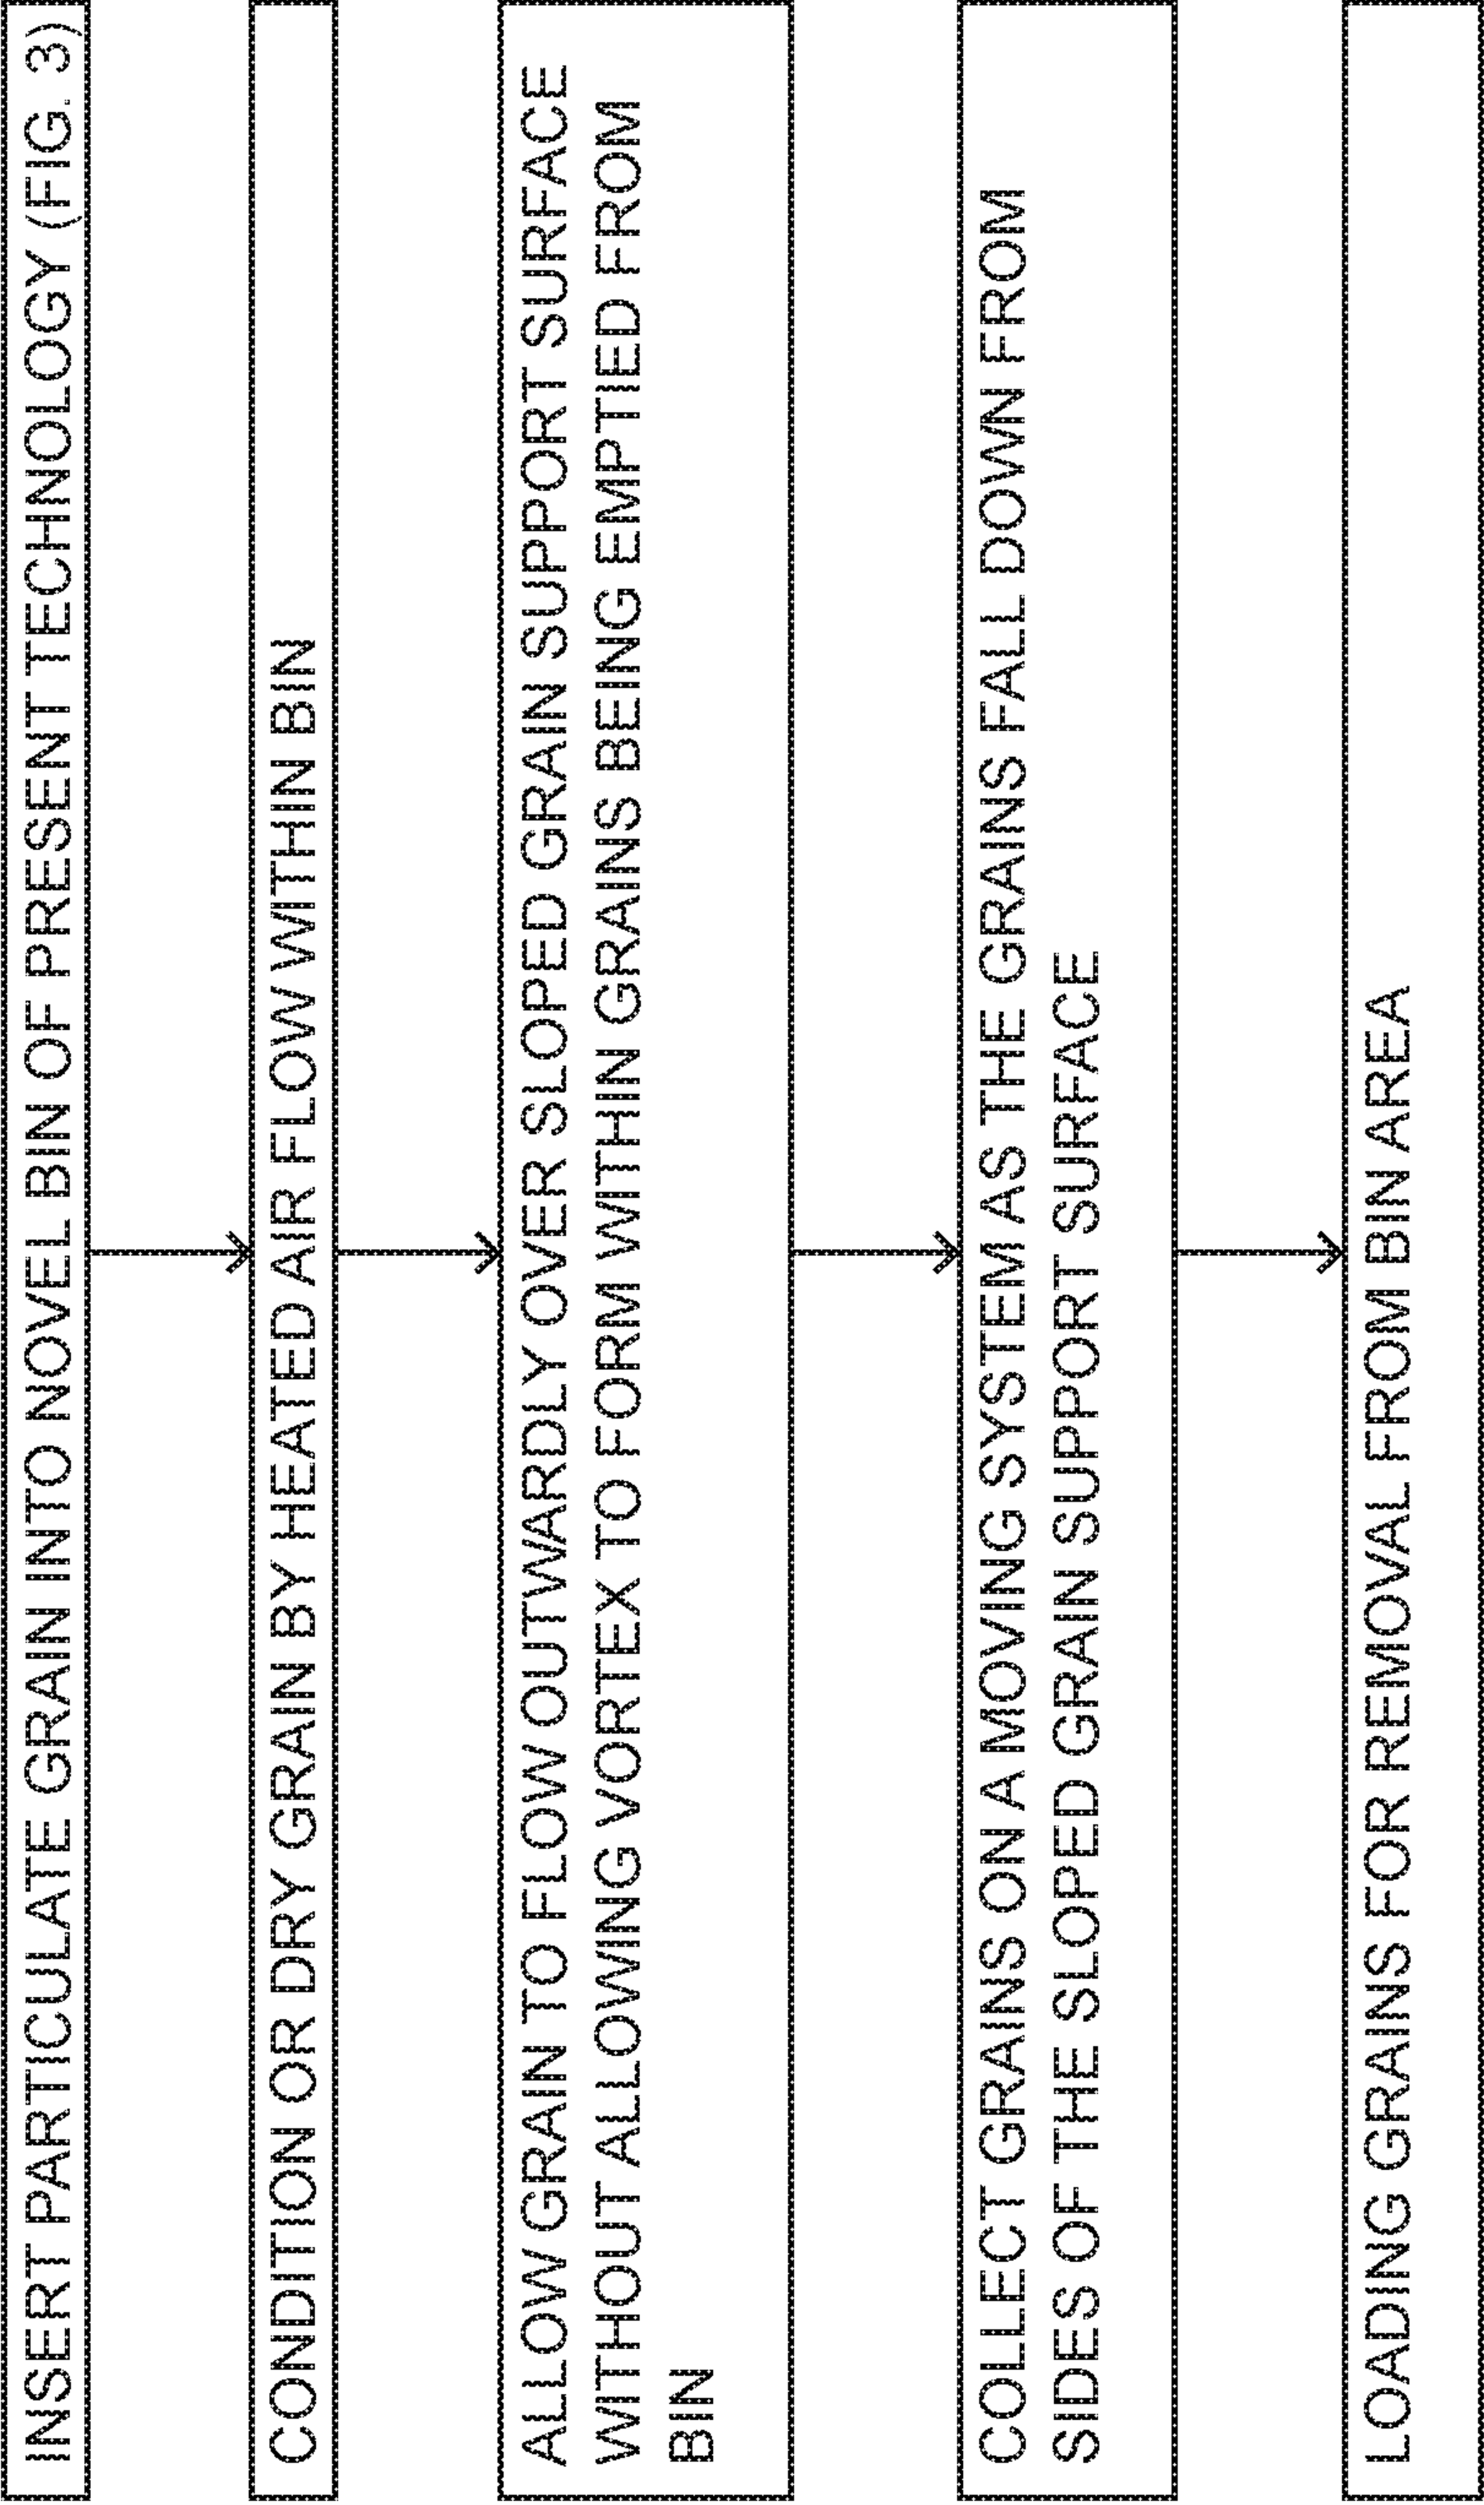 INSERT PARTICULATE GRAIN INTO NOVEL BIN OF PRESENT TECHNOLOGY (FIG. 3)
CONDITION OR DRY GRAIN BY HEATED AIR FLOW WITHIN BIN
ALLOW GRAIN TO FLOW OUTWARDLY OVER SLOPED GRAIN SUPPORT SURFACE
WITHOUT ALLOWING VORTEX TO FORM WITHIN GRAINS BEING EMPTIED FROM
BIN
COLLECT GRAINS ON A MOVING SYSTEM AS THE GRAINS FALL DOWN FROM
SIDES OF THE SLOPED GRAIN SUPPORT SURFACE
LOADING GRAINS FOR REMOVAL FROM BIN AREA